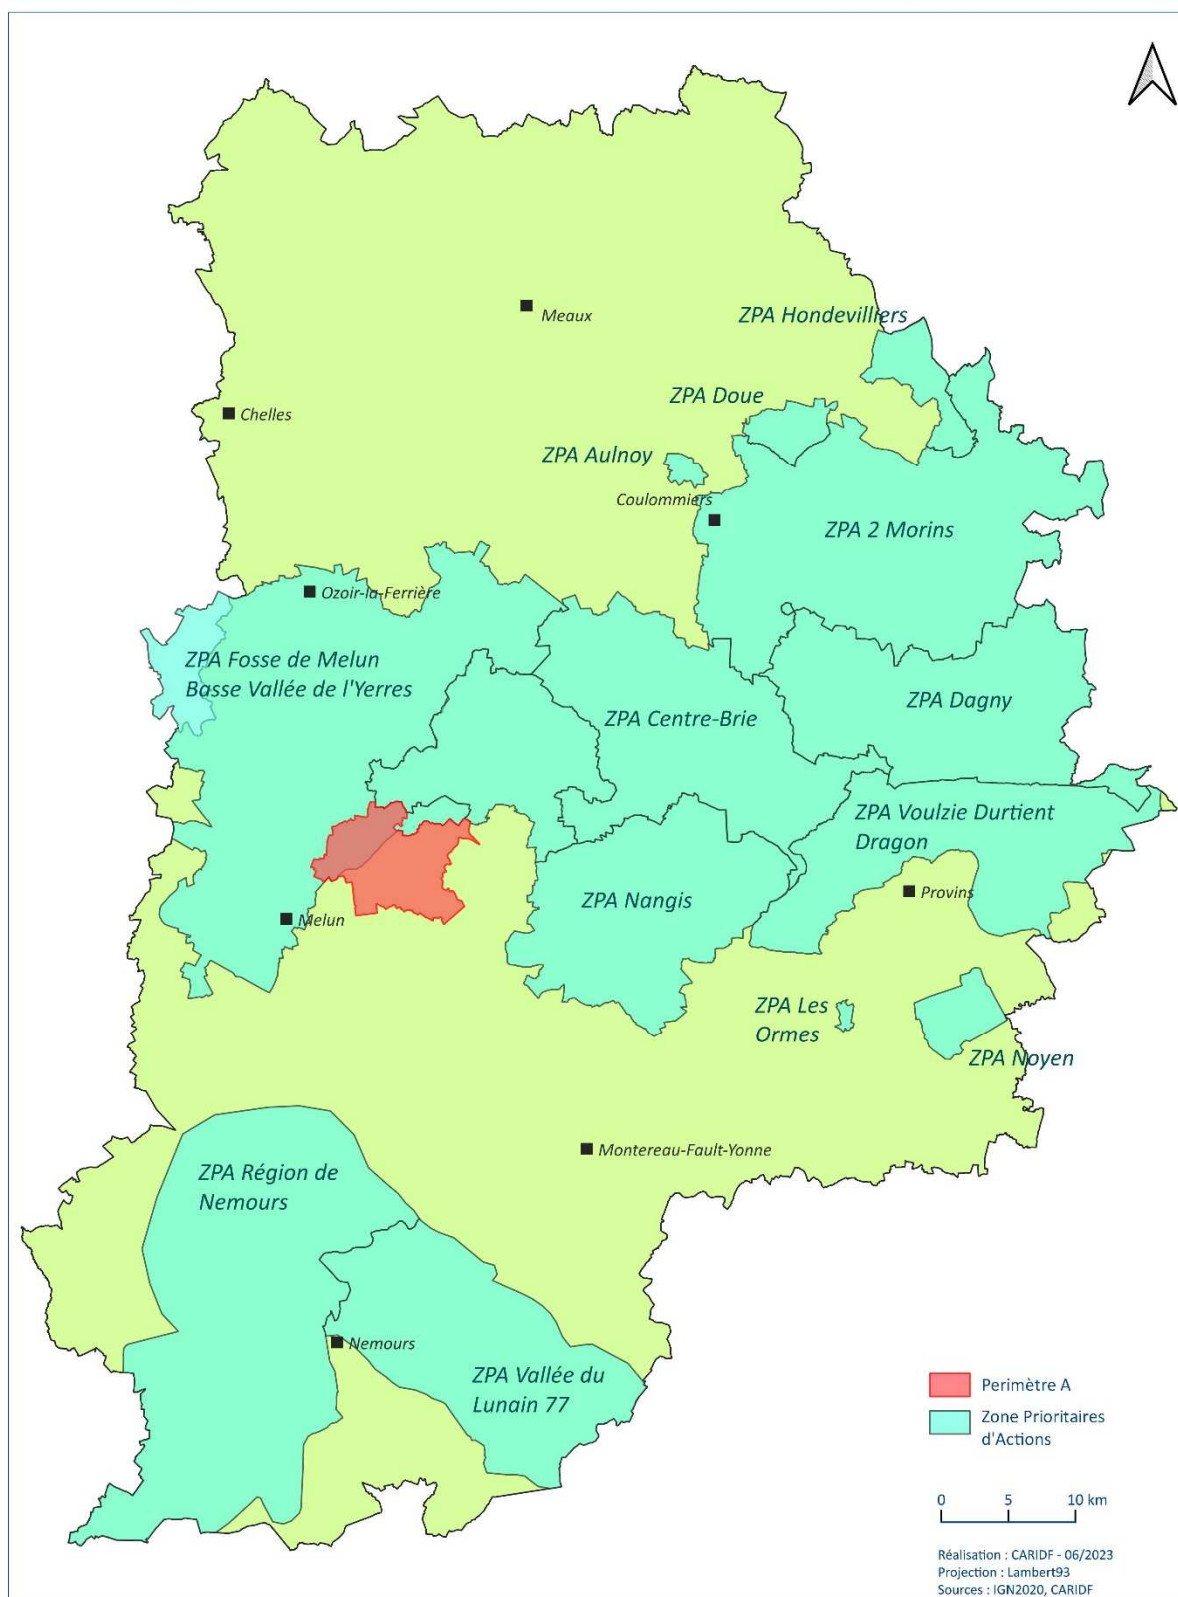 Meaux
ZPA Hondevilliers
ZPA Doue
Chelles
ZPA Aulnoy
Coulommiers
ZPA 2 Morins
Ozoir-la-Ferrière
ZPA Fosse de Melun
Basse Vallée de l'Yerres
ZPA Centre-Brie
ZPA Dagny
ZPA Voulzie Durtient
Dragon
ZPA Nangis
Provins
Melun
ZPA Les
Ormes
ZPA Noyen
Montereau-Fault-Yonne
ZPA Région de
Nemours
Nemours
ZPA Vallée du
Lunain 77
Perimètre A
Zone Prioritaires
d'Actions
0 5 10 km
Réalisation : CARIDF - 06/2023
Projection : Lambert93
Sources : IGN2020, CARIDF